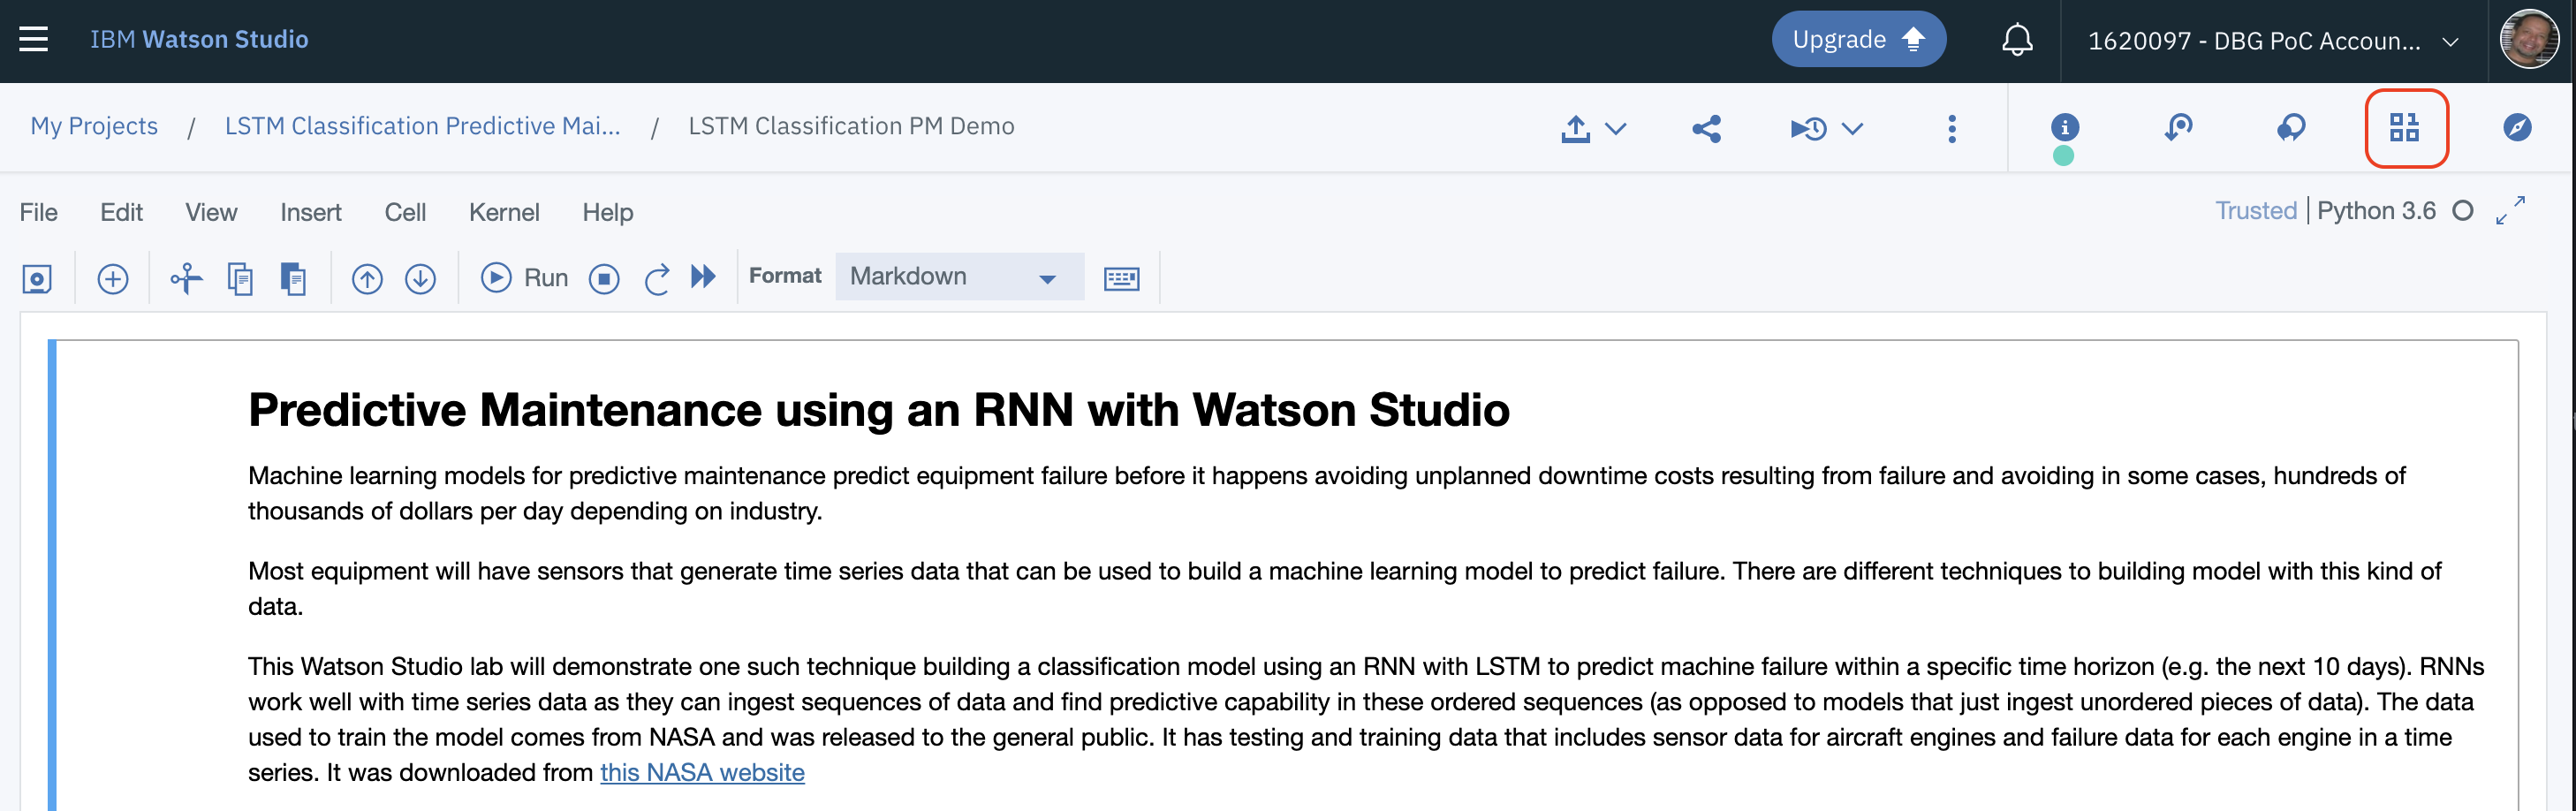 IBM Watson Studio
Upgrade
1620097 - DBG PoC Accoun...
My Projects / LSTM Classification Predictive Mai... / LSTM Classification PM Demo
File Edit View Insert Cell Kernel Help
Trusted | Python 3.6
Run
Format
Markdown
Predictive Maintenance using an RNN with Watson Studio
Machine learning models for predictive maintenance predict equipment failure before it happens avoiding unplanned downtime costs resulting from failure and avoiding in some cases, hundreds of
thousands of dollars per day depending on industry.
Most equipment will have sensors that generate time series data that can be used to build a machine learning model to predict failure. There are different techniques to building model with this kind of
data.
This Watson Studio lab will demonstrate one such technique building a classification model using an RNN with LSTM to predict machine failure within a specific time horizon (e.g. the next 10 days). RNNs
work well with time series data as they can ingest sequences of data and find predictive capability in these ordered sequences (as opposed to models that just ingest unordered pieces of data). The data
used to train the model comes from NASA and was released to the general public. It has testing and training data that includes sensor data for aircraft engines and failure data for each engine in a time
series. It was downloaded from this NASA website